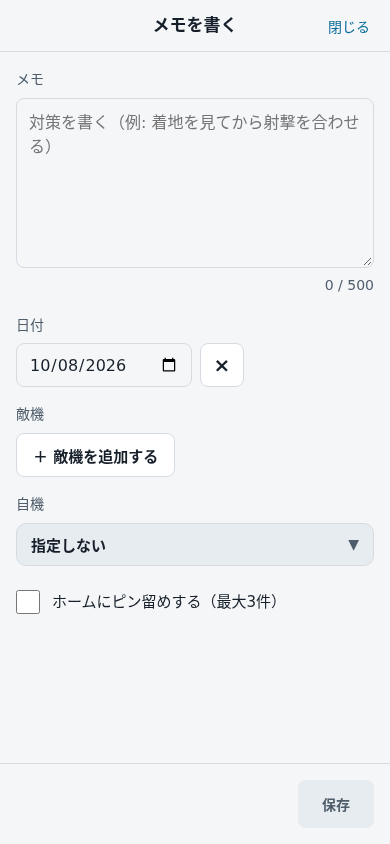 メモを書く
閉じる
メモ
対策を書く（例: 着地を見てから射撃を合わせ
る）
0 / 500
日付
10/08/2026
×
敵機
＋ 敵機を追加する
自機
指定しない
▼
ホームにピン留めする（最大3件）
保存